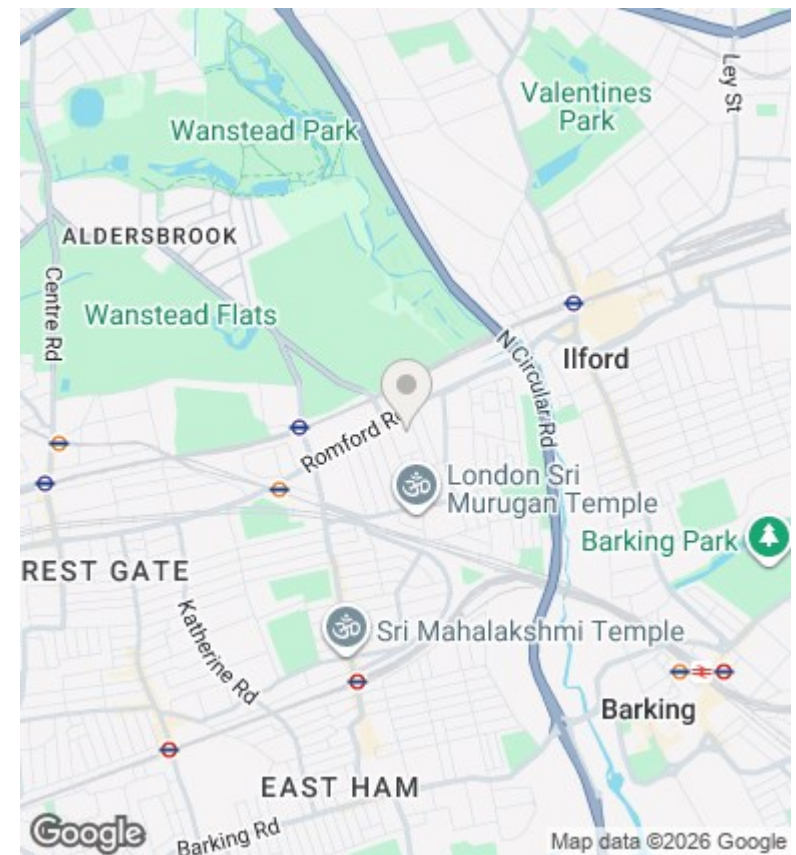 Ley St
Valentines
Park
Wanstead Park
ALDERSBROOK
Centre Rd
Wanstead Flats
N Circular Rd
Ilford
Romford Rd
London Sri
Murugan Temple
Barking Park
REST GATE
Katherine Rd
Sri Mahalakshmi Temple
Barking
EAST HAM
Barking Rd
Google
Map data ©2026 Google